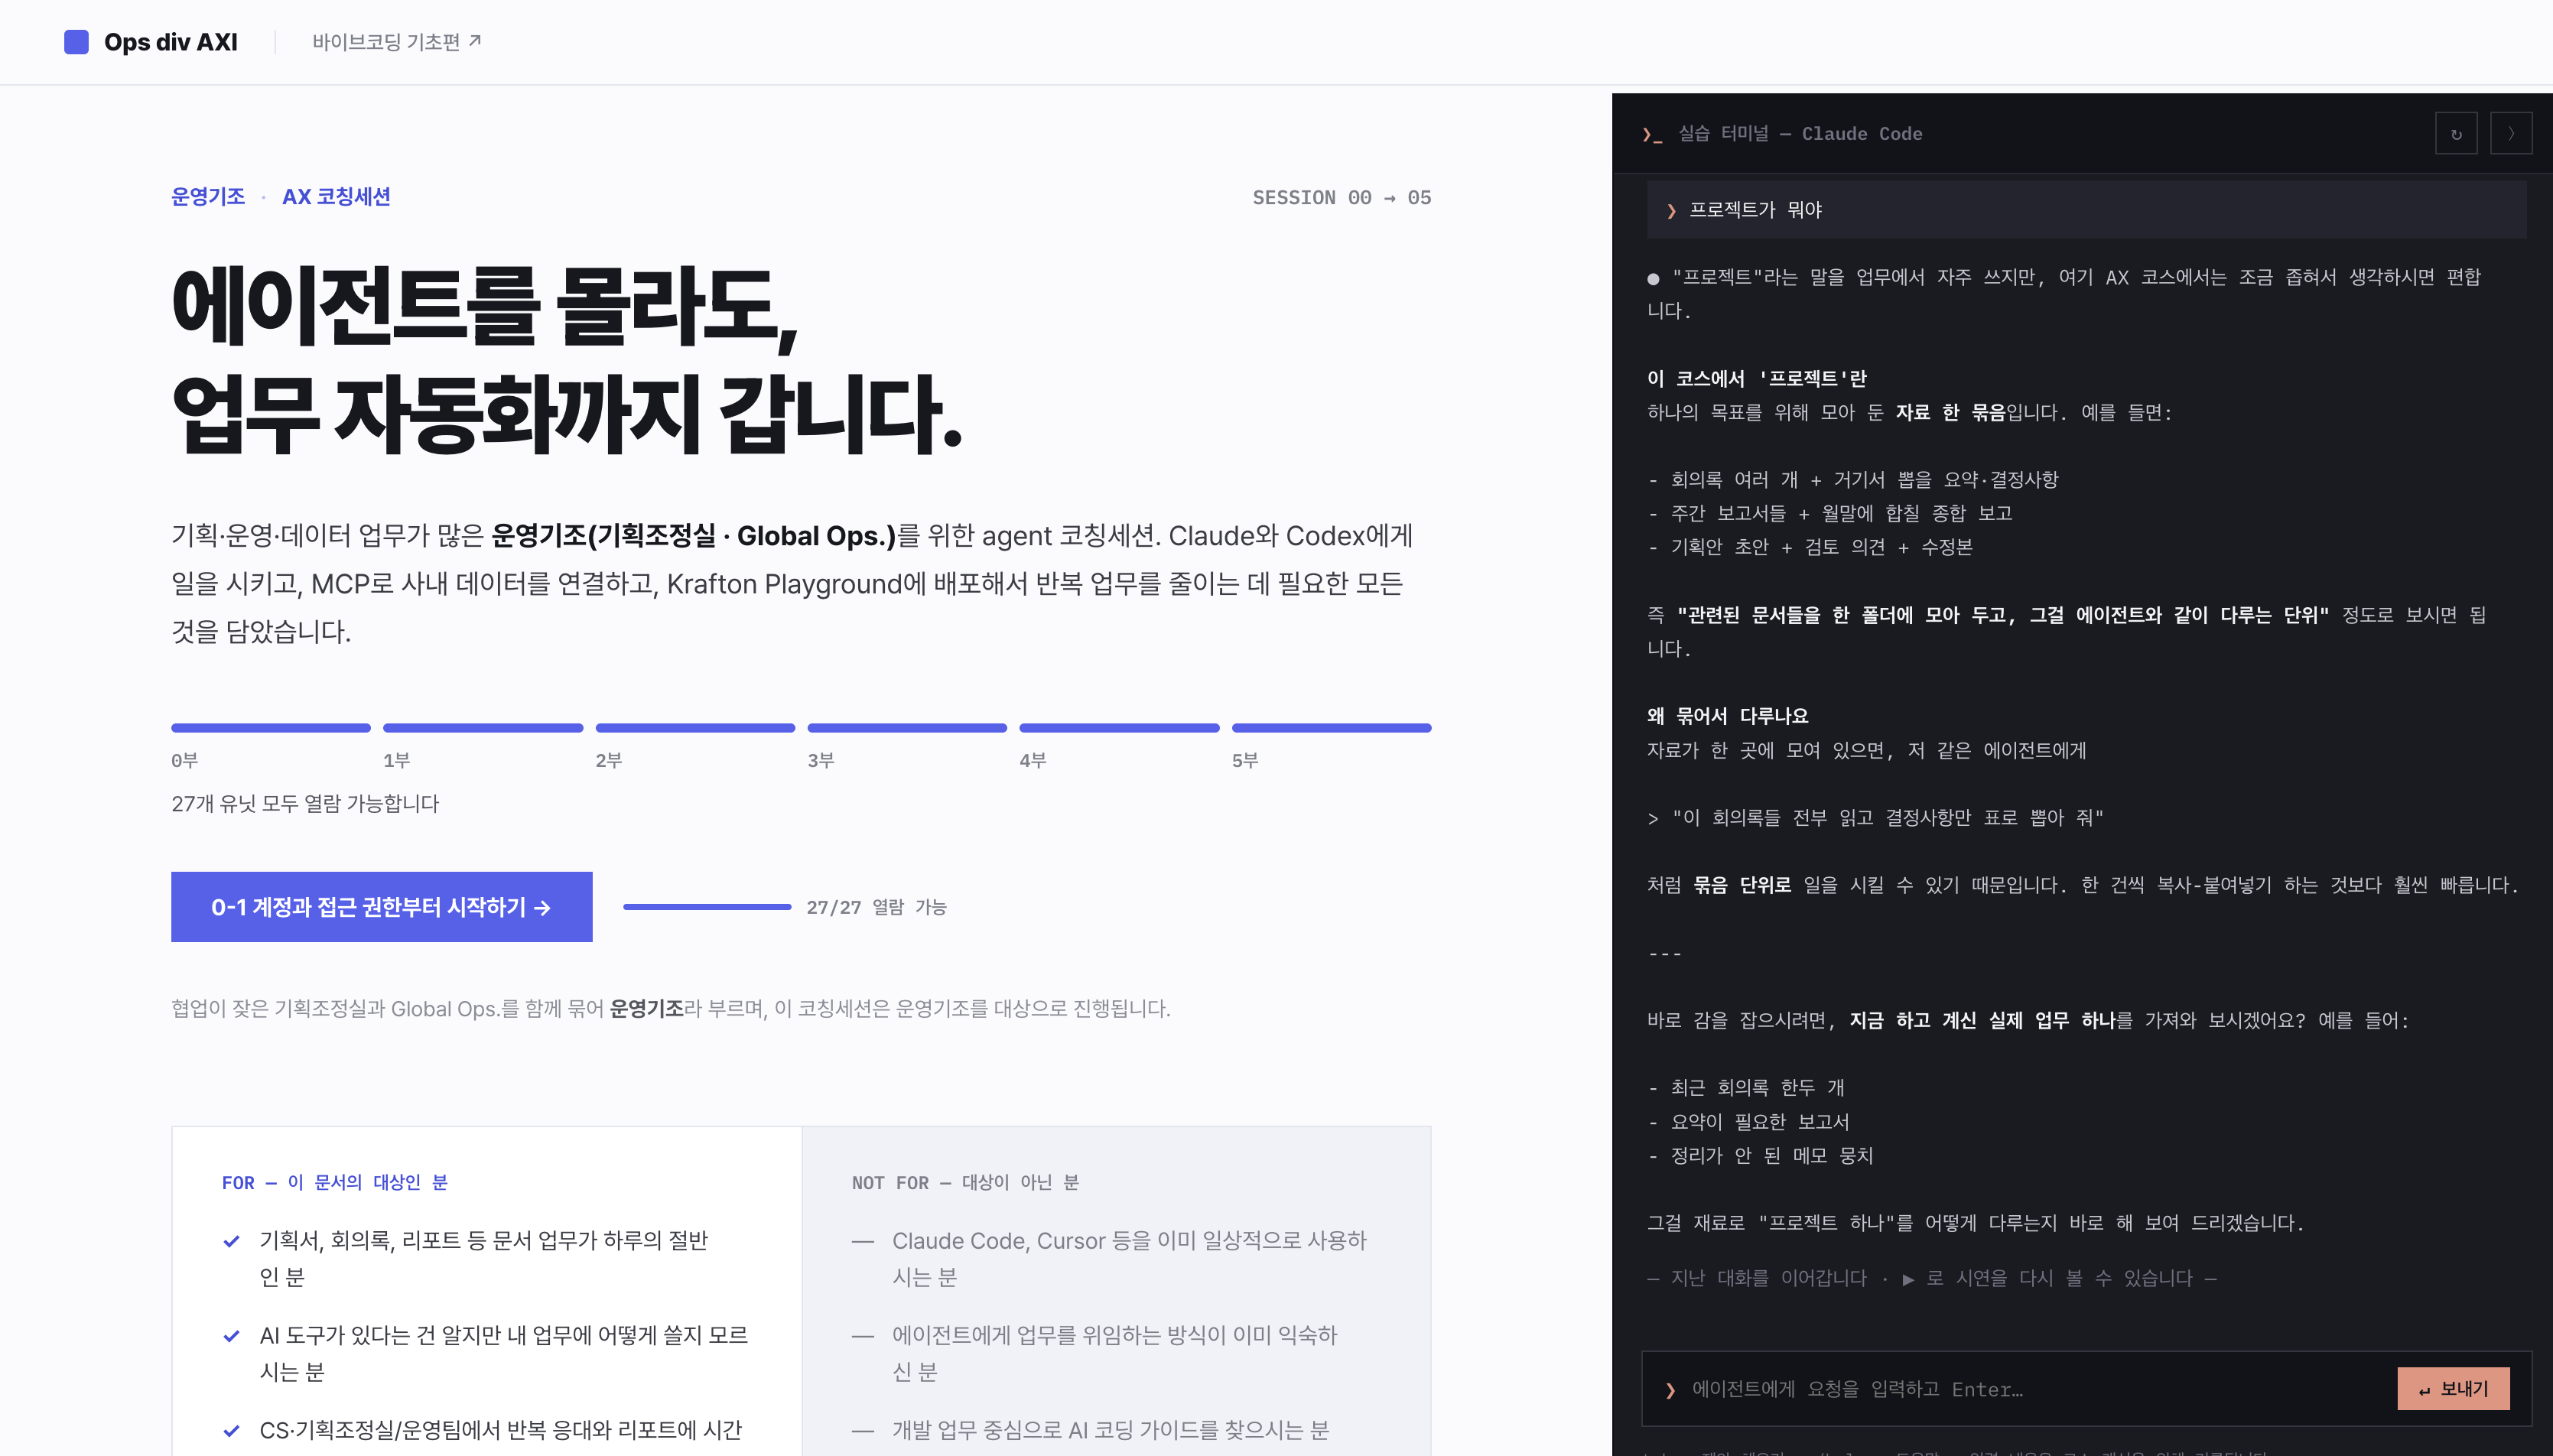 Ops div AXI
바이브코딩 기초편 ↗
운영기조 · AX 코칭세션
SESSION 00 → 05
에이전트를 몰라도,
업무 자동화까지 갑니다.
기획·운영·데이터 업무가 많은 운영기조(기획조정실 · Global Ops.)를 위한 agent 코칭세션. Claude와 Codex에게
일을 시키고, MCP로 사내 데이터를 연결하고, Krafton Playground에 배포해서 반복 업무를 줄이는 데 필요한 모든
것을 담았습니다.
0부
1부
2부
3부
4부
5부
27개 유닛 모두 열람 가능합니다
0-1 계정과 접근 권한부터 시작하기 →
27/27 열람 가능
협업이 잦은 기획조정실과 Global Ops.를 함께 묶어 운영기조라 부르며, 이 코칭세션은 운영기조를 대상으로 진행됩니다.
FOR — 이 문서의 대상인 분
✓ 기획서, 회의록, 리포트 등 문서 업무가 하루의 절반
인 분
✓ AI 도구가 있다는 건 알지만 내 업무에 어떻게 쓸지 모르
시는 분
✓ CS·기획조정실/운영팀에서 반복 응대와 리포트에 시간
NOT FOR — 대상이 아닌 분
— Claude Code, Cursor 등을 이미 일상적으로 사용하
시는 분
— 에이전트에게 업무를 위임하는 방식이 이미 익숙하
신 분
— 개발 업무 중심으로 AI 코딩 가이드를 찾으시는 분
❯_ 실습 터미널 — Claude Code
↻
〉
❯ 프로젝트가 뭐야
● "프로젝트"라는 말을 업무에서 자주 쓰지만, 여기 AX 코스에서는 조금 좁혀서 생각하시면 편합
니다.
이 코스에서 '프로젝트'란
하나의 목표를 위해 모아 둔 자료 한 묶음입니다. 예를 들면:
- 회의록 여러 개 + 거기서 뽑을 요약·결정사항
- 주간 보고서들 + 월말에 합칠 종합 보고
- 기획안 초안 + 검토 의견 + 수정본
즉 "관련된 문서들을 한 폴더에 모아 두고, 그걸 에이전트와 같이 다루는 단위" 정도로 보시면 됩
니다.
왜 묶어서 다루나요
자료가 한 곳에 모여 있으면, 저 같은 에이전트에게
> "이 회의록들 전부 읽고 결정사항만 표로 뽑아 줘"
처럼 묶음 단위로 일을 시킬 수 있기 때문입니다. 한 건씩 복사-붙여넣기 하는 것보다 훨씬 빠릅니다.
---
바로 감을 잡으시려면, 지금 하고 계신 실제 업무 하나를 가져와 보시겠어요? 예를 들어:
- 최근 회의록 한두 개
- 요약이 필요한 보고서
- 정리가 안 된 메모 뭉치
그걸 재료로 "프로젝트 하나"를 어떻게 다루는지 바로 해 보여 드리겠습니다.
— 지난 대화를 이어갑니다 · ▶ 로 시연을 다시 볼 수 있습니다 —
❯ 에이전트에게 요청을 입력하고 Enter…
↵ 보내기